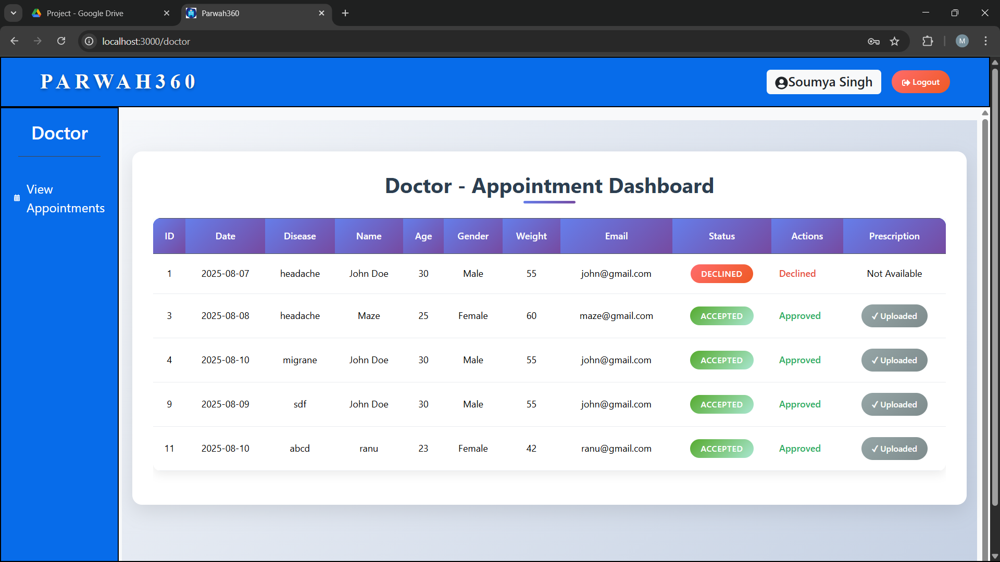 Project - Google Drive
Parwah360
localhost:3000/doctor
M
PARWAH360
Soumya Singh
Logout
Doctor
View
Appointments
Doctor - Appointment Dashboard
ID Date Disease Name Age Gender Weight Email Status Actions Prescription
1 2025-08-07 headache John Doe 30 Male 55 john@gmail.com DECLINED Declined Not Available
3 2025-08-08 headache Maze 25 Female 60 maze@gmail.com ACCEPTED Approved ✓ Uploaded
4 2025-08-10 migrane John Doe 30 Male 55 john@gmail.com ACCEPTED Approved ✓ Uploaded
9 2025-08-09 sdf John Doe 30 Male 55 john@gmail.com ACCEPTED Approved ✓ Uploaded
11 2025-08-10 abcd ranu 23 Female 42 ranu@gmail.com ACCEPTED Approved ✓ Uploaded